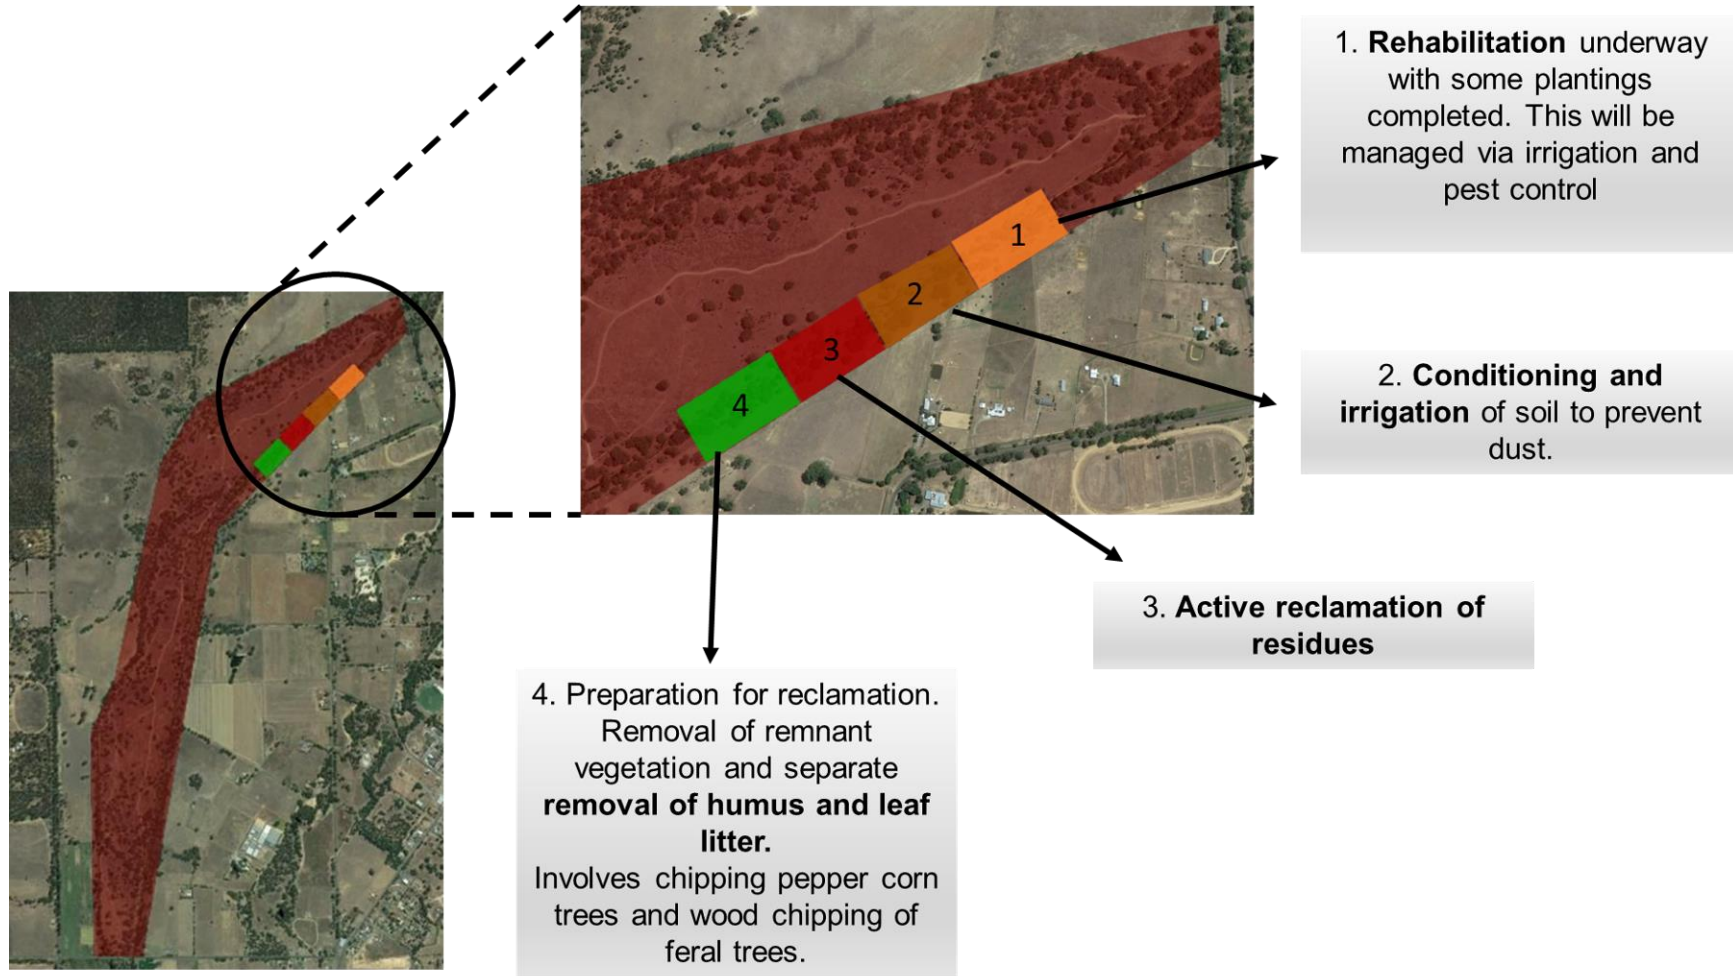 1. Rehabilitation underway
with some plantings
completed. This will be
managed via irrigation and
pest control
1
2
3
4
2. Conditioning and
irrigation of soil to prevent
dust.
3. Active reclamation of
residues
4. Preparation for reclamation.
Removal of remnant
vegetation and separate
removal of humus and leaf
litter.
Involves chipping pepper corn
trees and wood chipping of
feral trees.